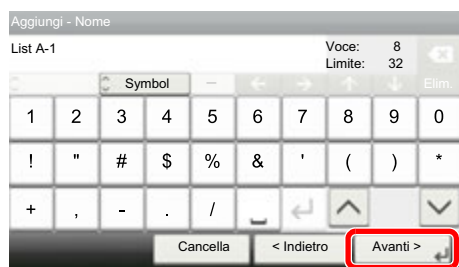 Aggiungi - Nome
List A-1 Voce: 8
Limite: 32
Symbol - Elim.
1 2 3 4 5 6 7 8 9 0
! " # $ % & ' ( ) *
+ , - . / _
Cancella < Indietro Avanti >